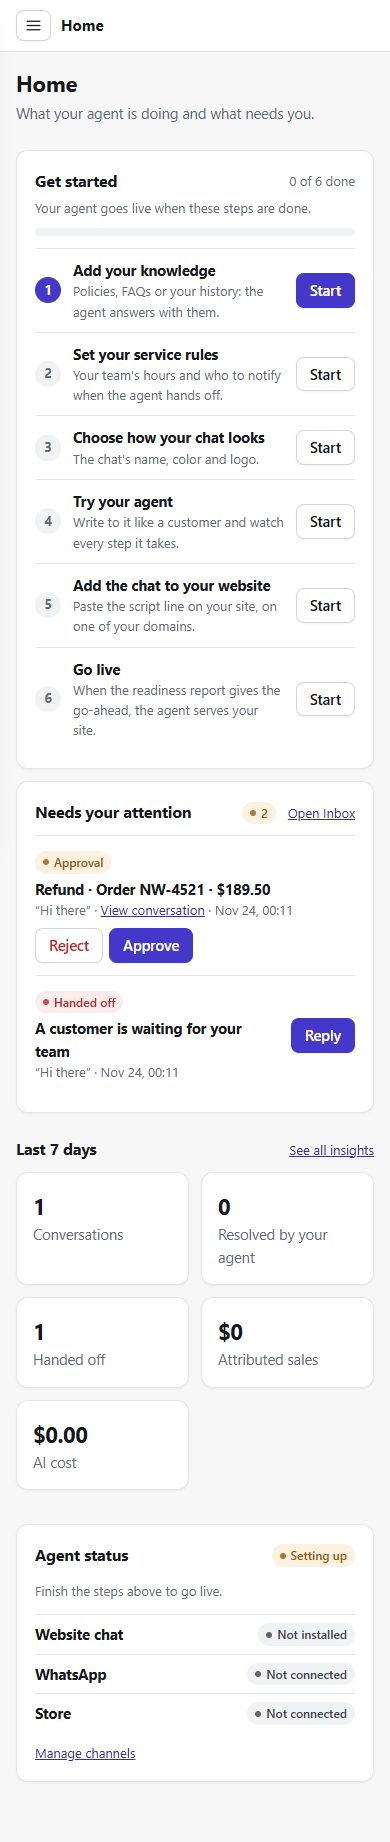 Home
Home
What your agent is doing and what needs you.
Get started 0 of 6 done
Your agent goes live when these steps are done.
1 Add your knowledge
Policies, FAQs or your history: the
agent answers with them.
Start
2 Set your service rules
Your team's hours and who to notify
when the agent hands off.
Start
3 Choose how your chat looks
The chat's name, color and logo.
Start
4 Try your agent
Write to it like a customer and watch
every step it takes.
Start
5 Add the chat to your website
Paste the script line on your site, on
one of your domains.
Start
6 Go live
When the readiness report gives the
go-ahead, the agent serves your
site.
Start
Needs your attention 2 Open Inbox
Approval
Refund · Order NW-4521 · $189.50
“Hi there” · View conversation · Nov 24, 00:11
Reject Approve
Handed off
A customer is waiting for your
team
“Hi there” · Nov 24, 00:11
Reply
Last 7 days See all insights
1
Conversations
0
Resolved by your
agent
1
Handed off
$0
Attributed sales
$0.00
AI cost
Agent status Setting up
Finish the steps above to go live.
Website chat Not installed
WhatsApp Not connected
Store Not connected
Manage channels